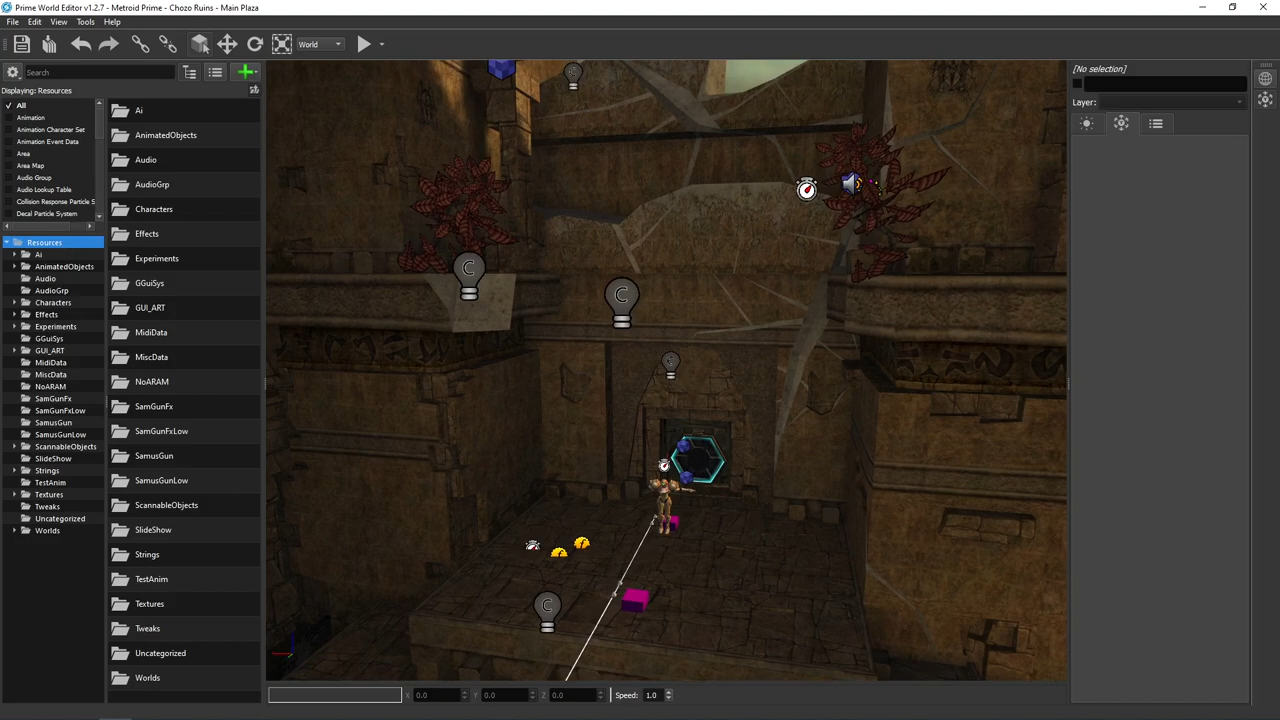 Prime World Editor v1.2.7 - Metroid Prime - Chozo Ruins - Main Plaza
File Edit View Tools Help
World
Search
Displaying: Resources
All
Animation
Animation Character Set
Animation Event Data
Area
Area Map
Audio Group
Audio Lookup Table
Collision Response Particle S
Decal Particle System
Resources
Ai
AnimatedObjects
Audio
AudioGrp
Characters
Effects
Experiments
GGuiSys
GUI_ART
MidiData
MiscData
NoARAM
SamGunFx
SamGunFxLow
SamusGun
SamusGunLow
ScannableObjects
SlideShow
Strings
TestAnim
Textures
Tweaks
Uncategorized
Worlds
Ai
AnimatedObjects
Audio
AudioGrp
Characters
Effects
Experiments
GGuiSys
GUI_ART
MidiData
MiscData
NoARAM
SamGunFx
SamGunFxLow
SamusGun
SamusGunLow
ScannableObjects
SlideShow
Strings
TestAnim
Textures
Tweaks
Uncategorized
Worlds
C
C
C
C
C
X 0.0 Y 0.0 Z 0.0 Speed: 1.0
[No selection]
Layer: